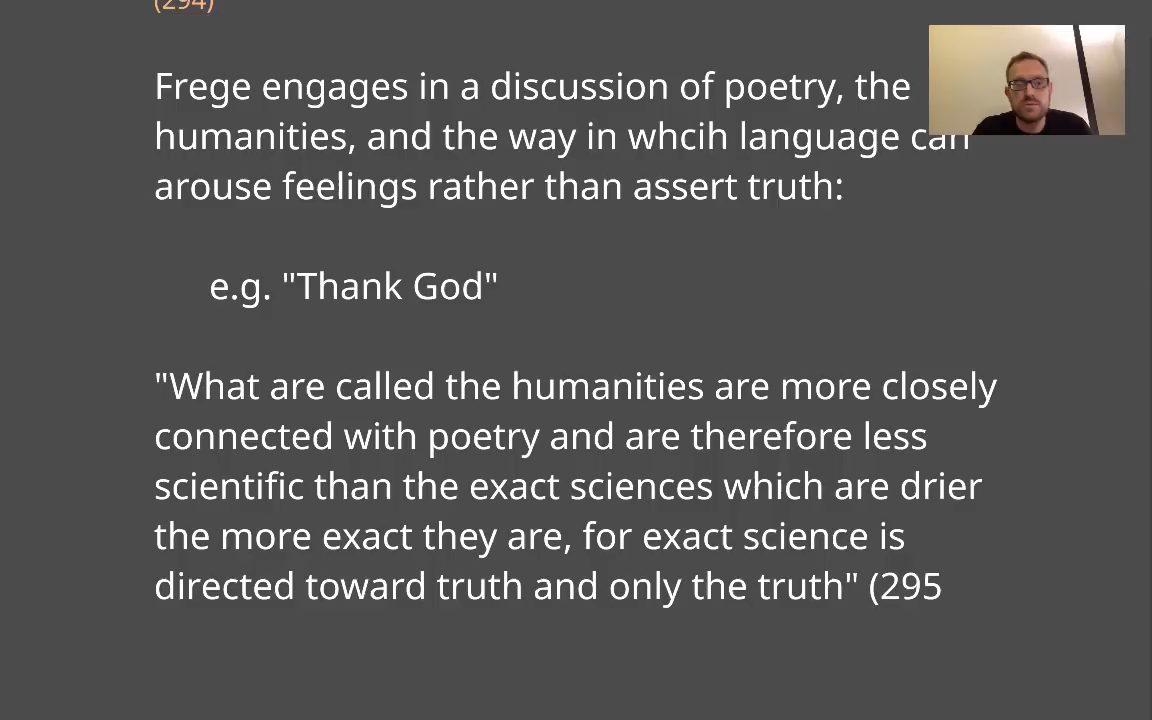 (294)
Frege engages in a discussion of poetry, the
humanities, and the way in whcih language can
arouse feelings rather than assert truth:
e.g. "Thank God"
"What are called the humanities are more closely
connected with poetry and are therefore less
scientific than the exact sciences which are drier
the more exact they are, for exact science is
directed toward truth and only the truth" (295